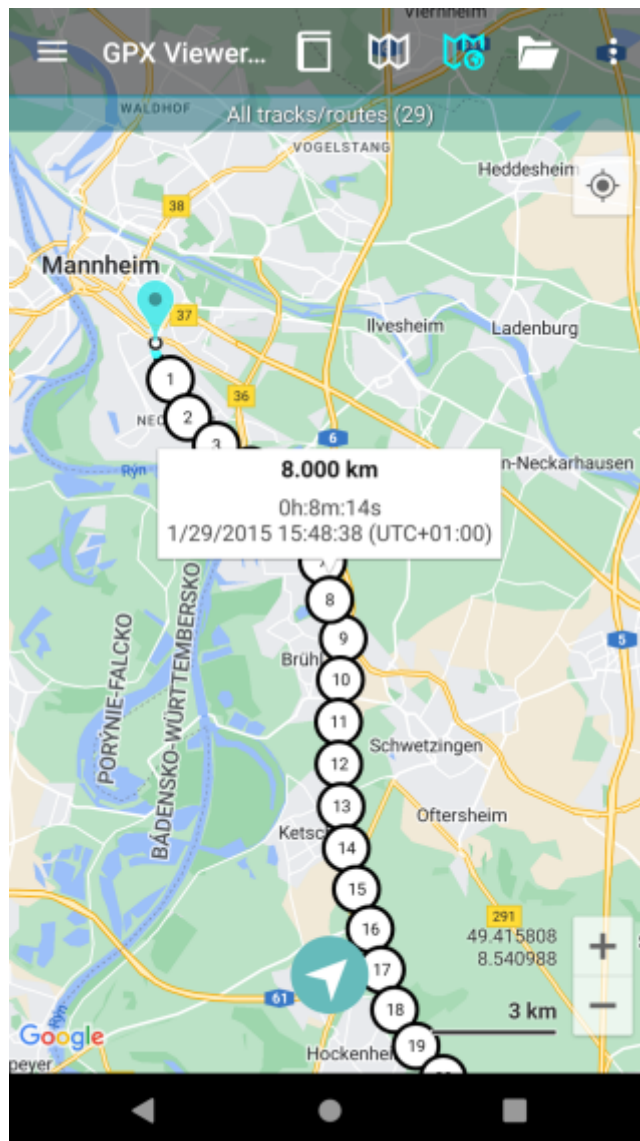 Viernheim
GPX Viewer...
WALDHOF
All tracks/routes (29)
VOGELSTANG
Heddesheim
38
Mannheim
37
Ilvesheim
Ladenburg
1
36
2
3
6
Rýn
n-Neckarhausen
8.000 km
0h:8m:14s
1/29/2015 15:48:38 (UTC+01:00)
8
PORÝNIE-FALCKO
BÁDENSKO-WÜRTTEMBERSKO
9
5
Brühl
10
11
Schwetzingen
12
13
Oftersheim
Ketsc
14
15
291
16
49.415808
8.540988
17
61
18
3 km
Google
19
Hockenhe
peyer